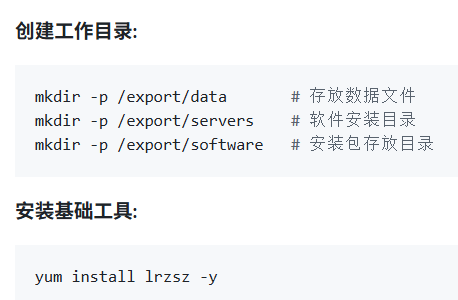 创建工作目录:
mkdir -p /export/data       # 存放数据文件
mkdir -p /export/servers    # 软件安装目录
mkdir -p /export/software   # 安装包存放目录
安装基础工具:
yum install lrzsz -y